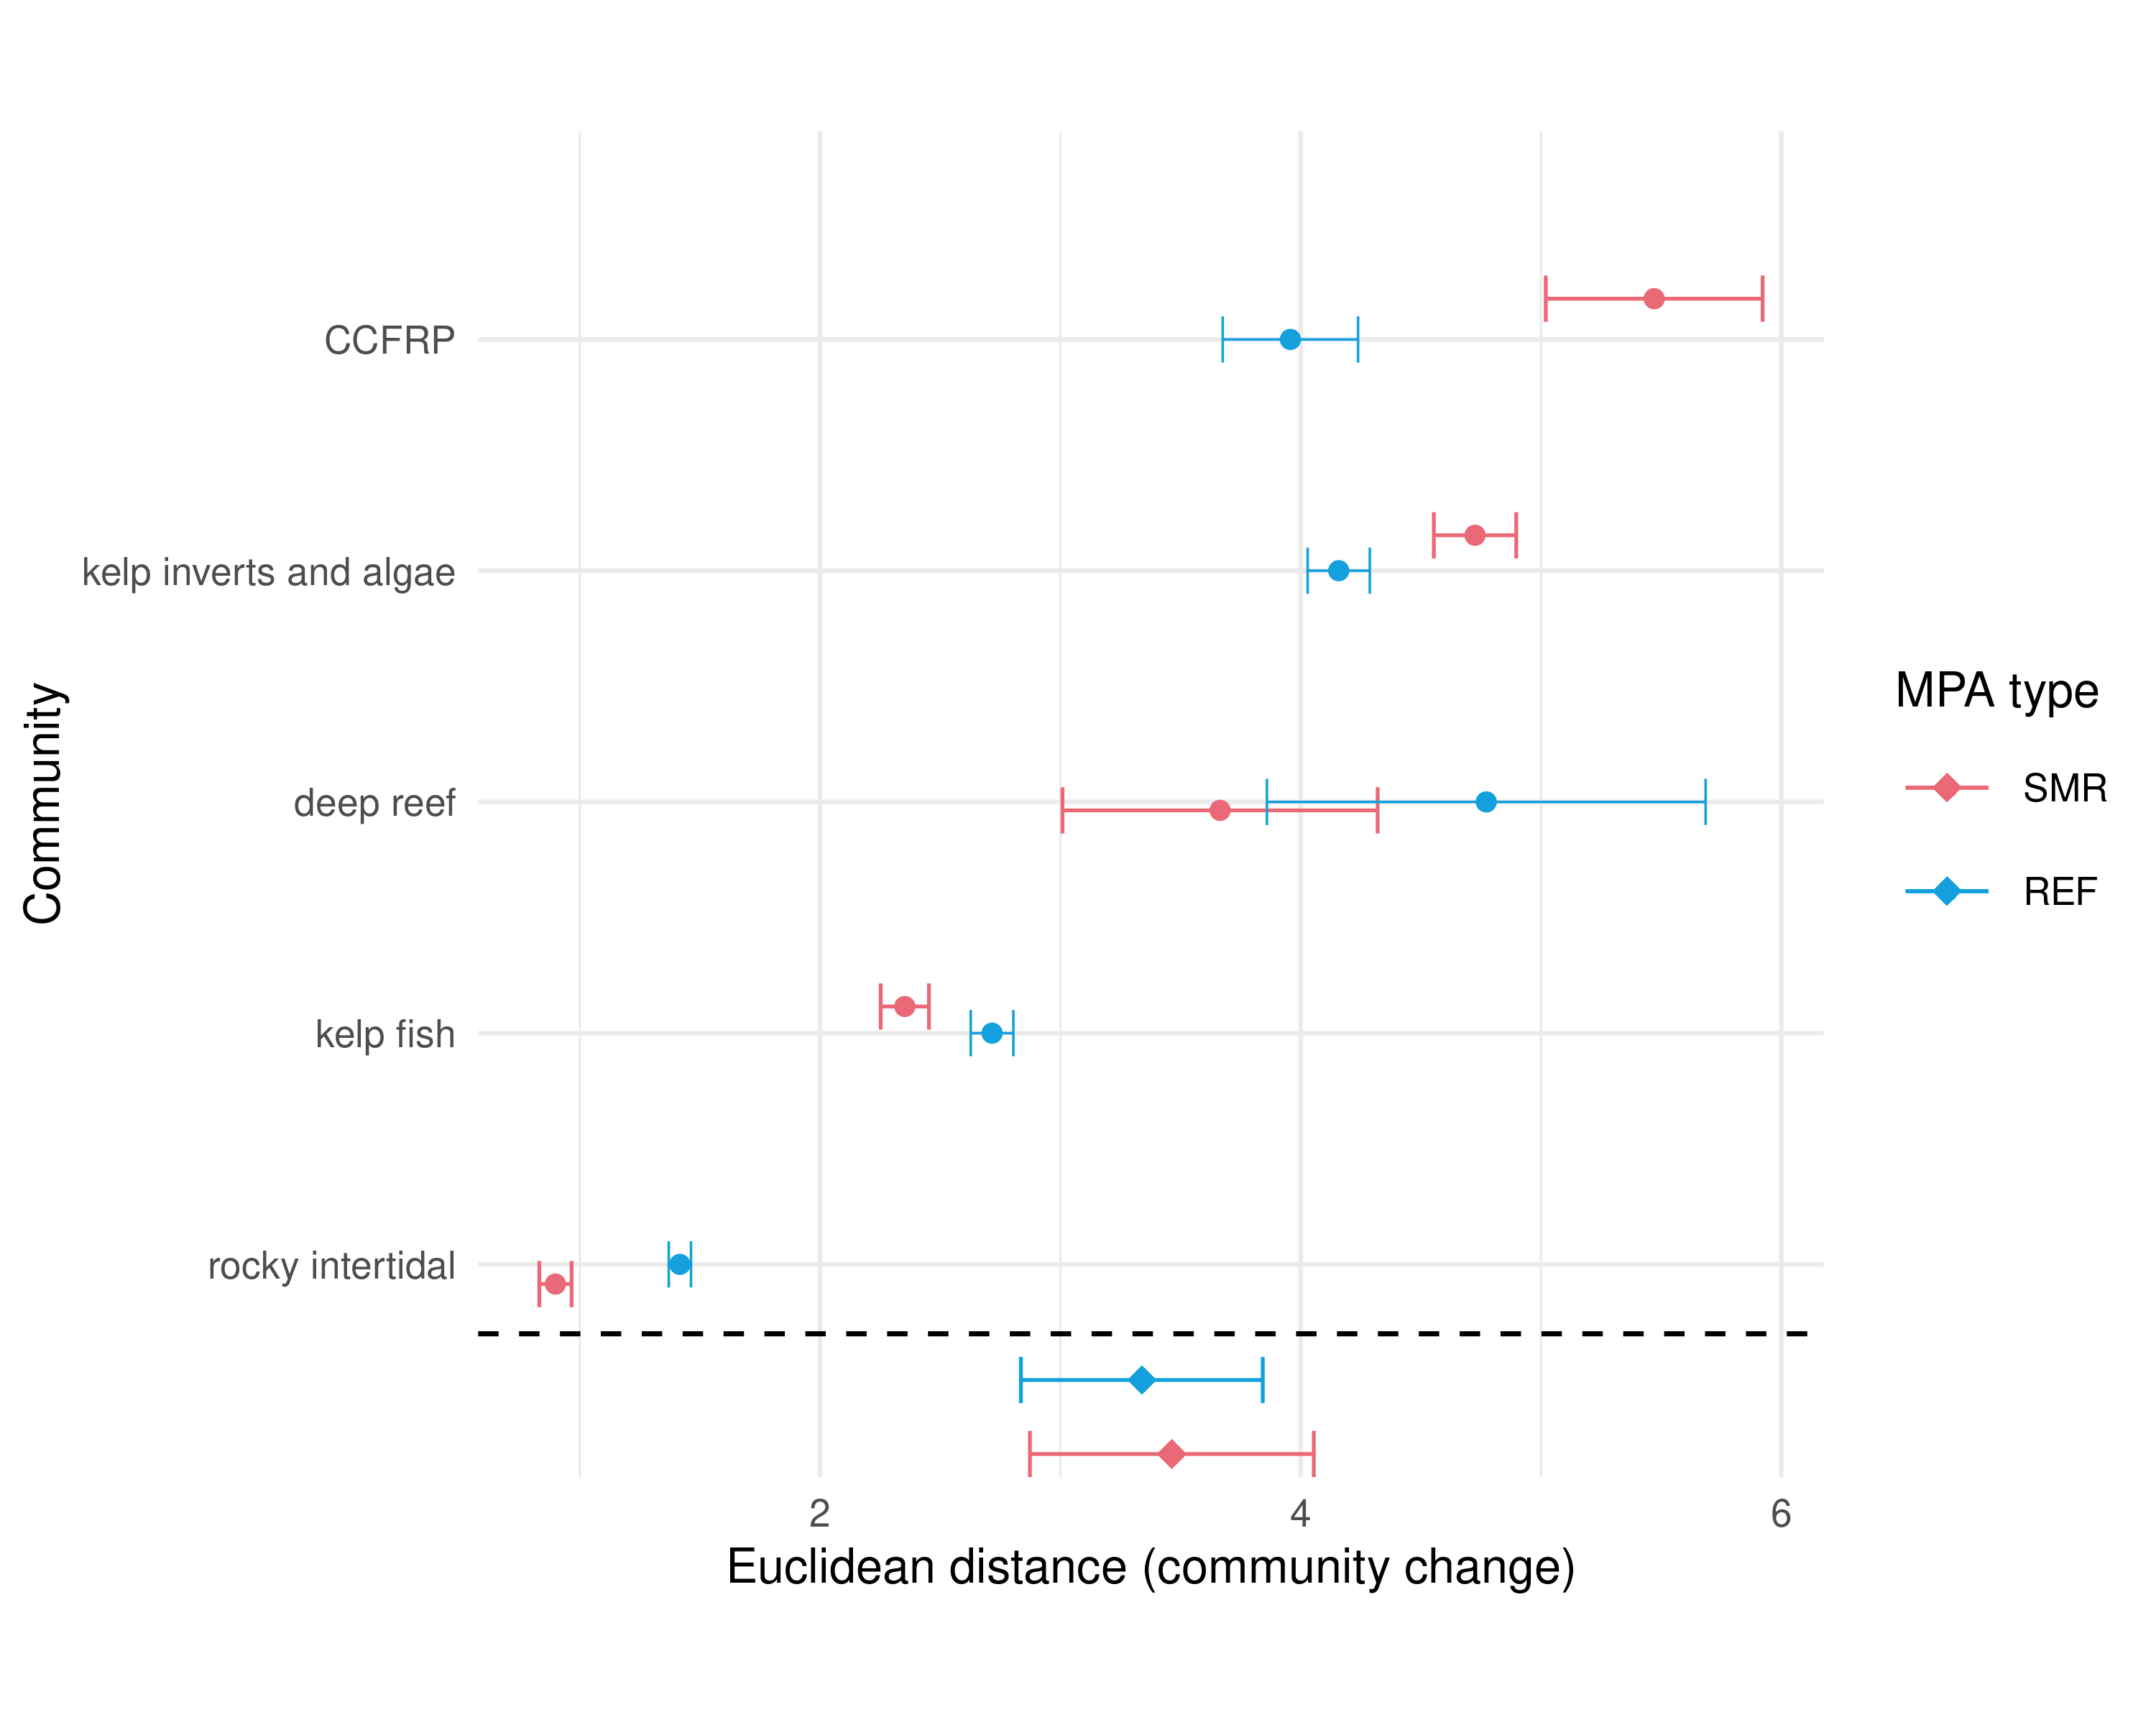 CCFRP
kelp inverts and algae
deep reef
kelp fish
rocky intertidal
Community
2
4
6
Euclidean distance (community change)
MPA type
SMR
REF